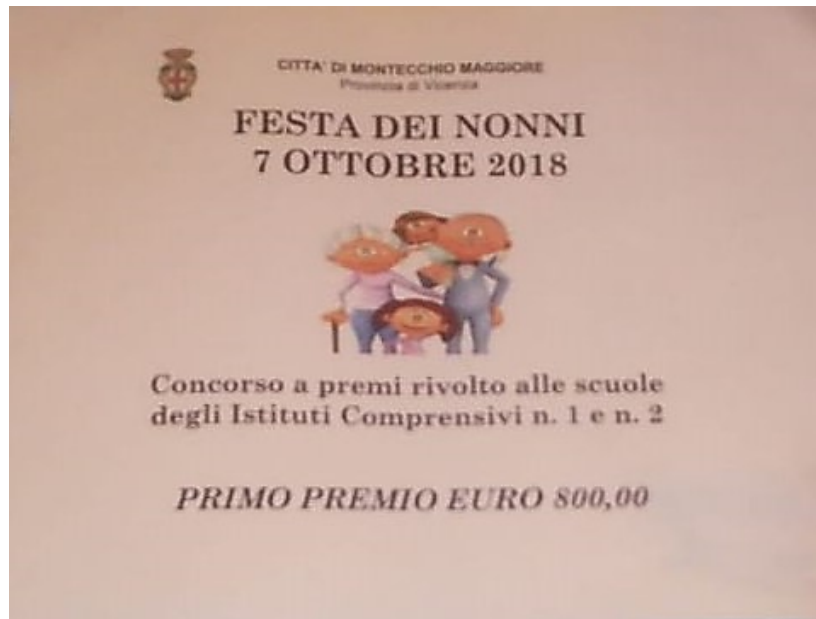 CITTA' DI MONTECCHIO MAGGIORE
Provincia di Vicenza
FESTA DEI NONNI
7 OTTOBRE 2018
Concorso a premi rivolto alle scuole
degli Istituti Comprensivi n. 1 e n. 2
PRIMO PREMIO EURO 800,00